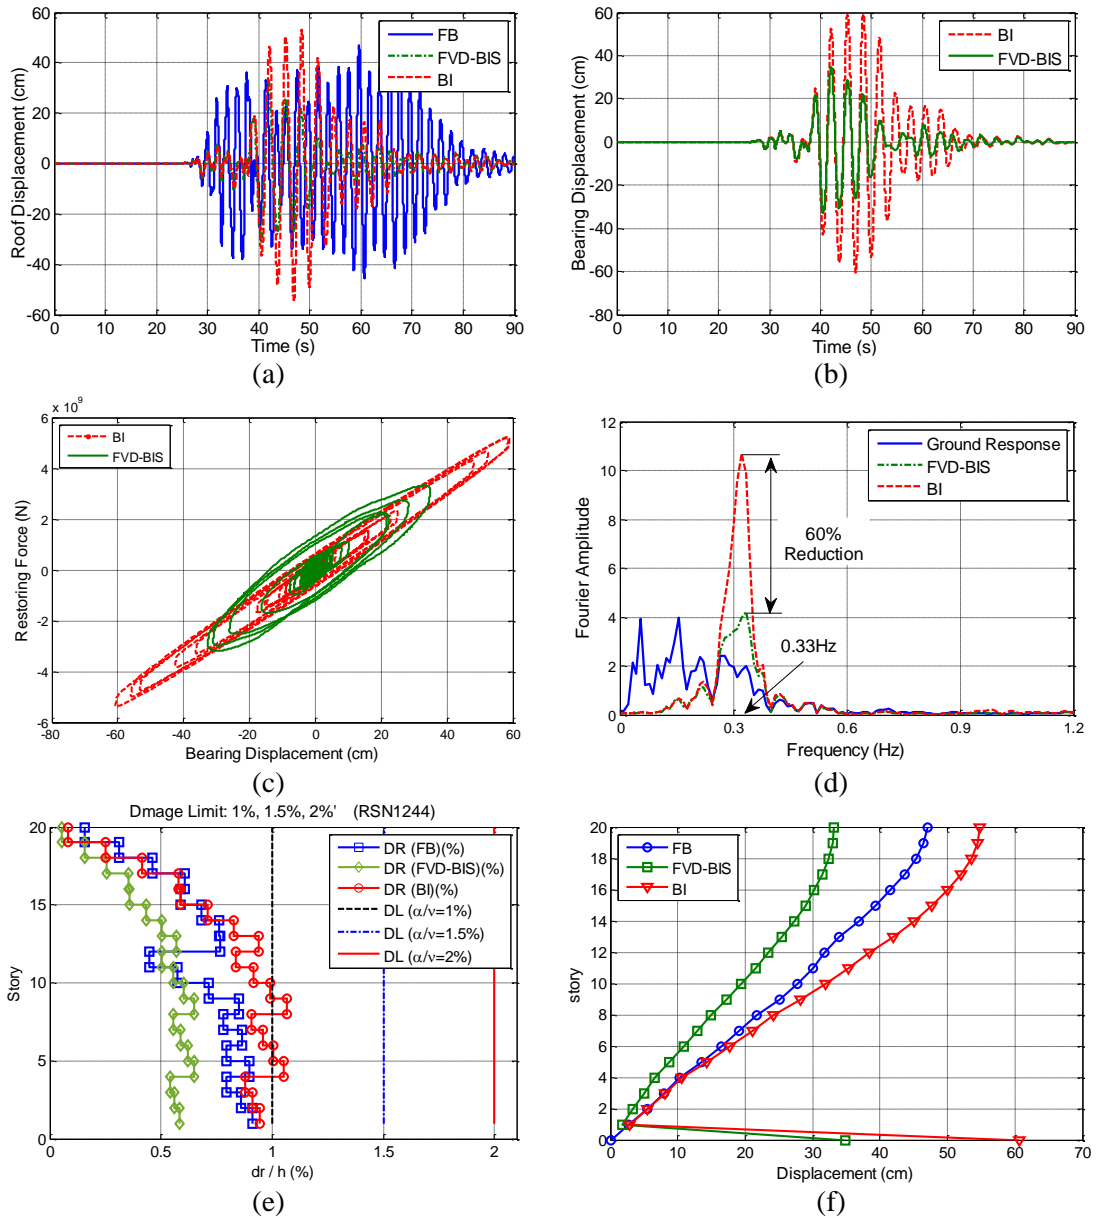 60
40
20
0
-20
-40
-60
Roof Displacement (cm)
FB
FVD-BIS
BI
0 10 20 30 40 50 60 70 80 90
Time (s)
(a)
60
40
20
0
-20
-40
-60
-80
Bearing Displacement (cm)
BI
FVD-BIS
0 10 20 30 40 50 60 70 80 90
Time (s)
(b)
x 10^9
6
4
2
0
-2
-4
-6
Restoring Force (N)
BI
FVD-BIS
-80 -60 -40 -20 0 20 40 60
Bearing Displacement (cm)
(c)
12
10
8
6
4
2
0
Fourier Amplitude
Ground Response
FVD-BIS
BI
60%
Reduction
0.33Hz
0 0.3 0.6 0.9 1.2
Frequency (Hz)
(d)
Dmage Limit: 1%, 1.5%, 2%' (RSN1244)
20
15
10
5
0
Story
DR (FB)(%)
DR (FVD-BIS)(%)
DR (BI)(%)
DL (α/ν=1%)
DL (α/ν=1.5%)
DL (α/ν=2%)
0 0.5 1 1.5 2
dr / h (%)
(e)
20
18
16
14
12
10
8
6
4
2
0
story
FB
FVD-BIS
BI
0 10 20 30 40 50 60 70
Displacement (cm)
(f)